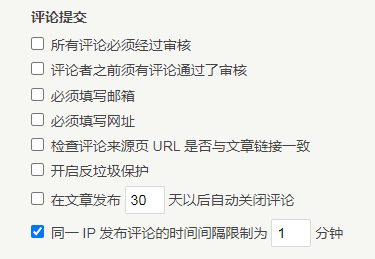 评论提交
所有评论必须经过审核
评论者之前须有评论通过了审核
必须填写邮箱
必须填写网址
检查评论来源页 URL 是否与文章链接一致
开启反垃圾保护
在文章发布 30 天以后自动关闭评论
同一 IP 发布评论的时间间隔限制为 1 分钟